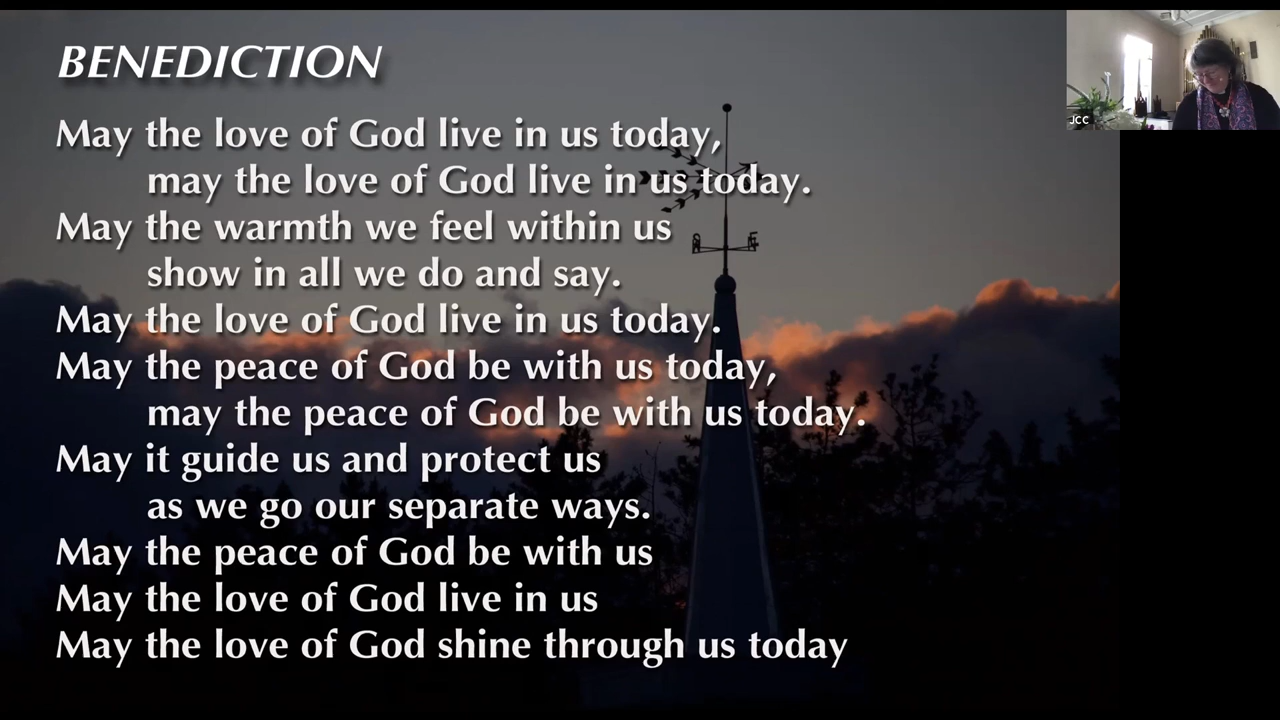 BENEDICTION
May the love of God live in us today,
may the love of God live in us today.
May the warmth we feel within us
show in all we do and say.
May the love of God live in us today.
May the peace of God be with us today,
may the peace of God be with us today.
May it guide us and protect us
as we go our separate ways.
May the peace of God be with us
May the love of God live in us
May the love of God shine through us today
JCC